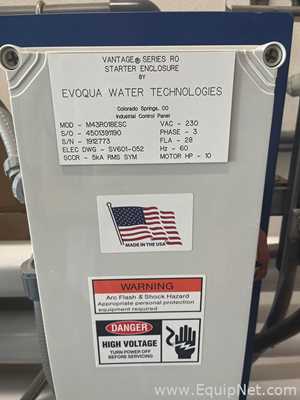 VANTAGE® SERIES RO
STARTER ENCLOSURE
BY
EVOQUA WATER TECHNOLOGIES
Colorado Springs, CO
Industrial Control Panel
MOD - M43R018ESC VAC - 230
S/O - 4501391190 PHASE - 3
S/N - 1912773 FLA - 28
ELEC DWG - SV601-052 Hz - 60
SCCR - 5kA RMS SYM MOTOR HP - 10
MADE IN THE USA
WARNING
Arc Flash & Shock Hazard
Appropriate personal protection
equipment required
DANGER
HIGH VOLTAGE
TURN POWER OFF
BEFORE SERVICING
www.EquipNet.com